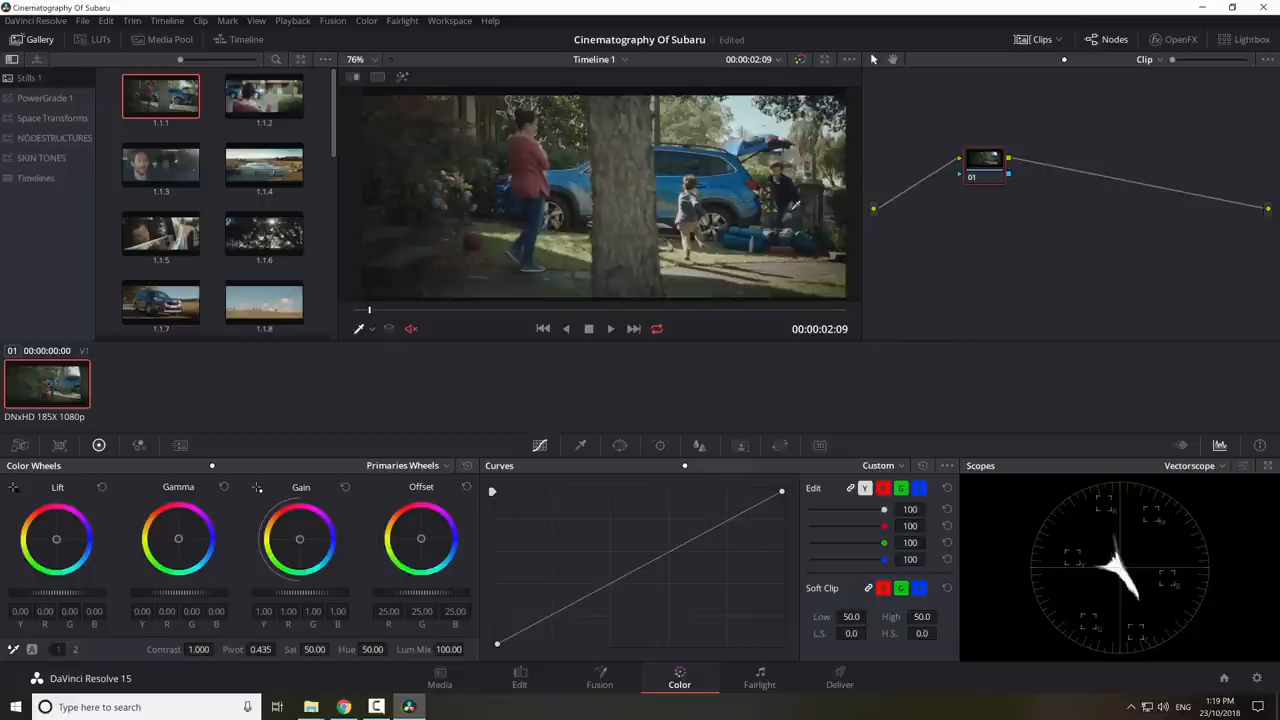 Cinematography Of Subaru
DaVinci Resolve File Edit Trim Timeline Clip Mark View Playback Fusion Color Fairlight Workspace Help
Gallery LUTs Media Pool Timeline Cinematography Of Subaru Edited Clips Nodes OpenFX Lightbox
76% Timeline 1 00:00:02:09 Clip
Stills 1
PowerGrade 1
Space Transforms
NODESTRUCTURES
SKIN TONES
Timelines
1.1.1 1.1.2
1.1.3 1.1.4
1.1.5 1.1.6
1.1.7 1.1.8
01
00:00:02:09
01 00:00:00:00 V1
DNxHD 185X 1080p
Color Wheels Primaries Wheels
Lift Gamma Gain Offset
0.00 0.00 0.00 0.00 0.00 0.00 0.00 0.00 1.00 1.00 1.00 1.00 25.00 25.00 25.00
Y R G B Y R G B Y R G B R G B
A 1 2 Contrast 1.000 Pivot 0.435 Sat 50.00 Hue 50.00 Lum Mix 100.00
Curves Custom
Edit Y R G B
100
100
100
100
Soft Clip R G B
Low 50.0 High 50.0
L.S. 0.0 H.S. 0.0
Scopes Vectorscope
DaVinci Resolve 15
Media Edit Fusion Color Fairlight Deliver
Type here to search
ENG
1:19 PM
23/10/2018